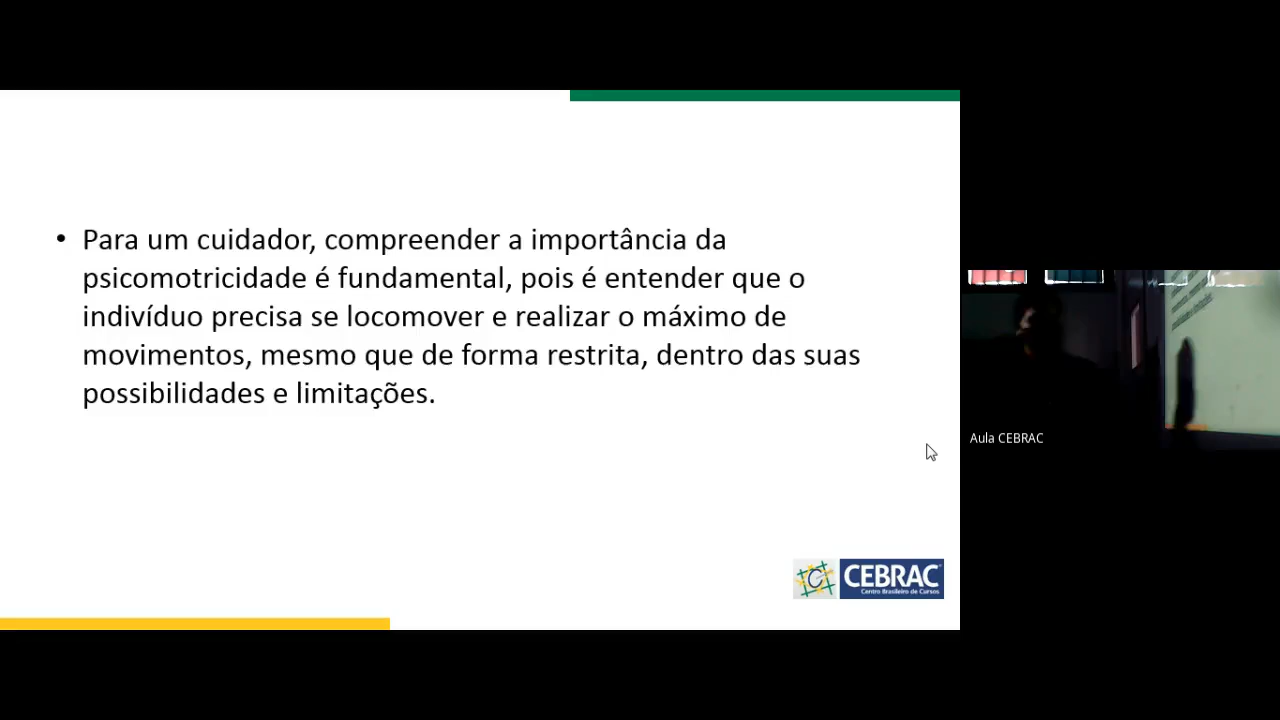 • Para um cuidador, compreender a importância da
psicomotricidade é fundamental, pois é entender que o
indivíduo precisa se locomover e realizar o máximo de
movimentos, mesmo que de forma restrita, dentro das suas
possibilidades e limitações.
Aula CEBRAC
CEBRAC
Centro Brasileiro de Cursos